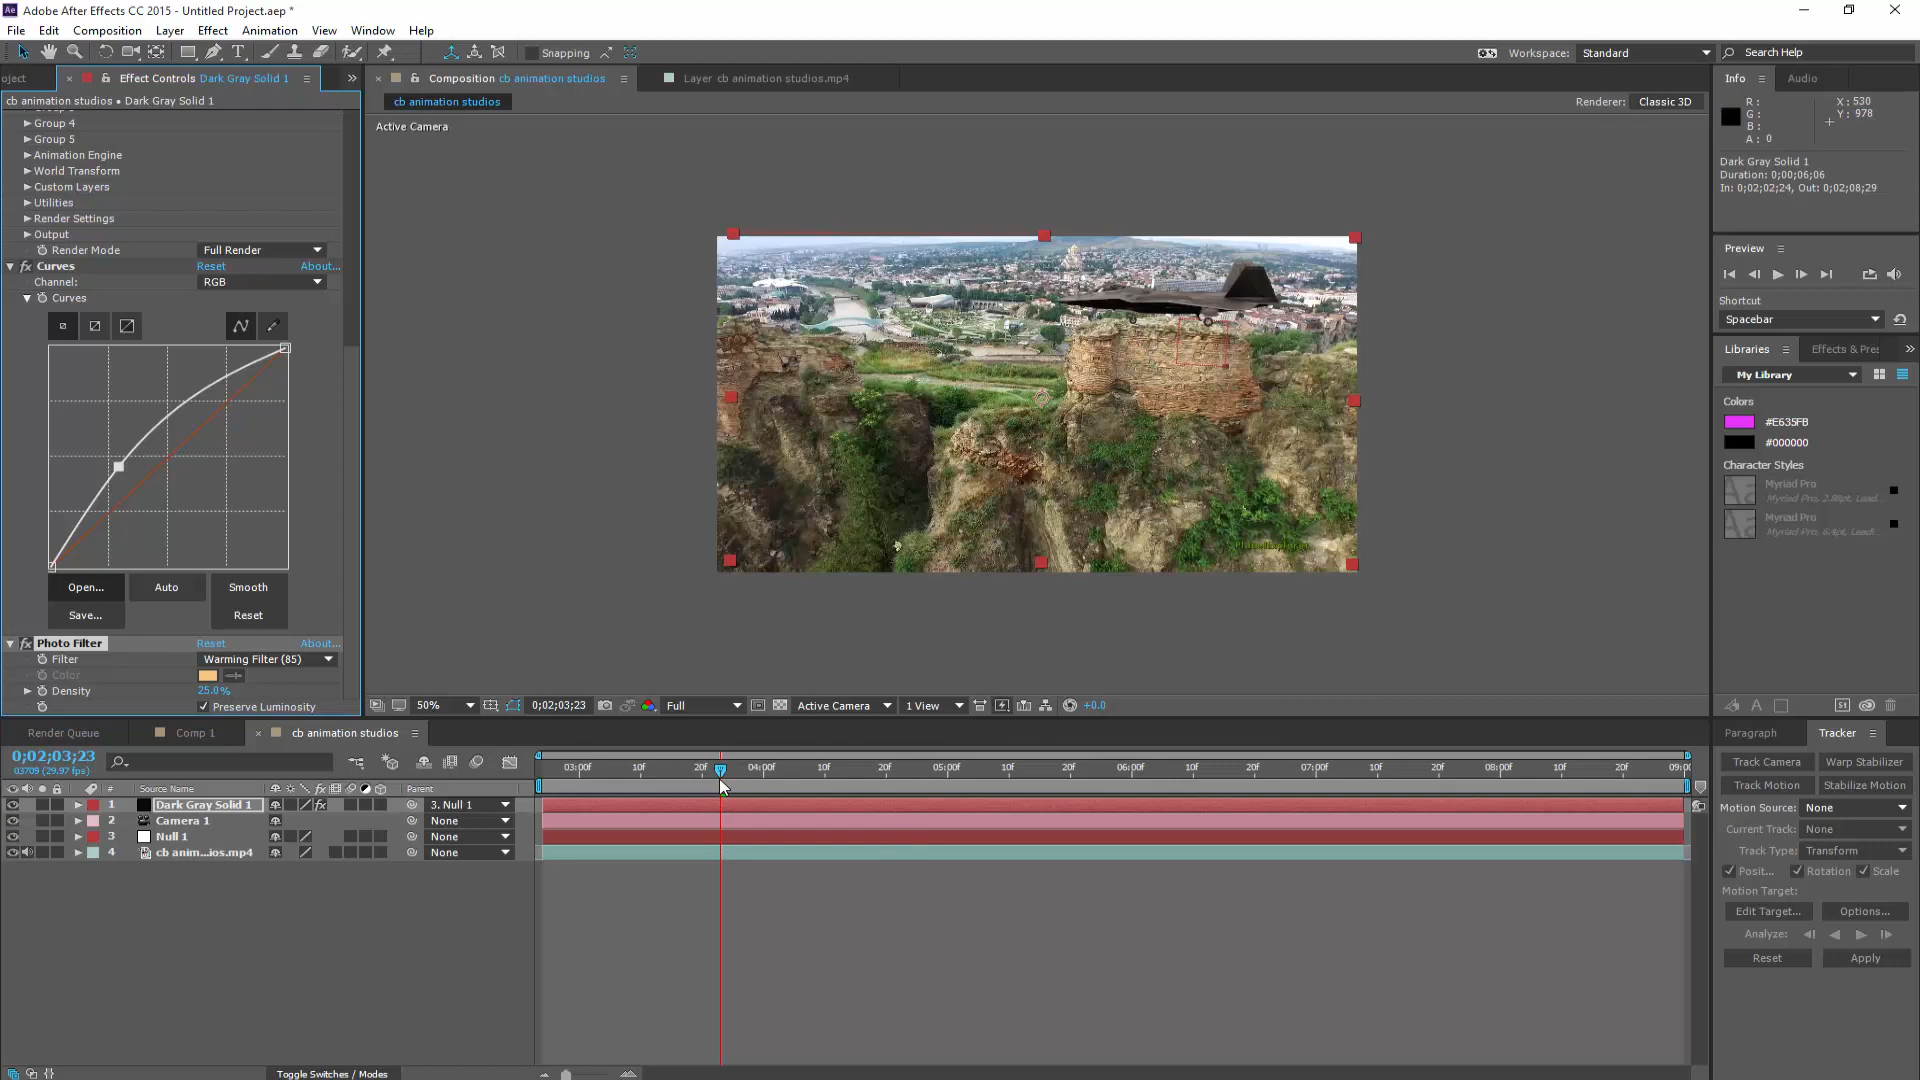 Adobe After Effects CC 2015 - Untitled Project.aep *
File Edit Composition Layer Effect Animation View Window Help
Snapping
Workspace: Standard
Search Help
oject
Effect Controls Dark Gray Solid 1
Composition cb animation studios
Layer cb animation studios.mp4
Info Audio
cb animation studios • Dark Gray Solid 1
cb animation studios
Renderer: Classic 3D
Active Camera
R:
G:
B:
A: 0
X: 530
Y: 978
Dark Gray Solid 1
Duration: 0;00;06;06
In: 0;02;02;24, Out: 0;02;08;29
Group 4
Group 5
Animation Engine
World Transform
Custom Layers
Utilities
Render Settings
Output
Render Mode Full Render
Curves Reset About...
Channel: RGB
Curves
Open... Auto Smooth
Save... Reset
Photo Filter Reset About...
Filter Warming Filter (85)
Color
Density 25.0%
Preserve Luminosity
Preview
Shortcut
Spacebar
Libraries Effects & Pre:
My Library
Colors
#E635FB
#000000
Character Styles
Myriad Pro
Myriad Pro
50% 0;02;03;23 Full Active Camera 1 View +0.0
Render Queue Comp 1 cb animation studios
0;02;03;23
03709 (29.97 fps)
03:00f 10f 20f 04:00f 10f 20f 05:00f 10f 20f 06:00f 10f 20f 07:00f 10f 20f 08:00f 10f 20f 09:0(
# Source Name Parent
1 Dark Gray Solid 1 3. Null 1
2 Camera 1 None
3 Null 1 None
4 cb anim...ios.mp4 None
Toggle Switches / Modes
Paragraph Tracker
Track Camera Warp Stabilizer
Track Motion Stabilize Motion
Motion Source: None
Current Track: None
Track Type: Transform
Posit... Rotation Scale
Motion Target:
Edit Target... Options...
Analyze:
Reset Apply